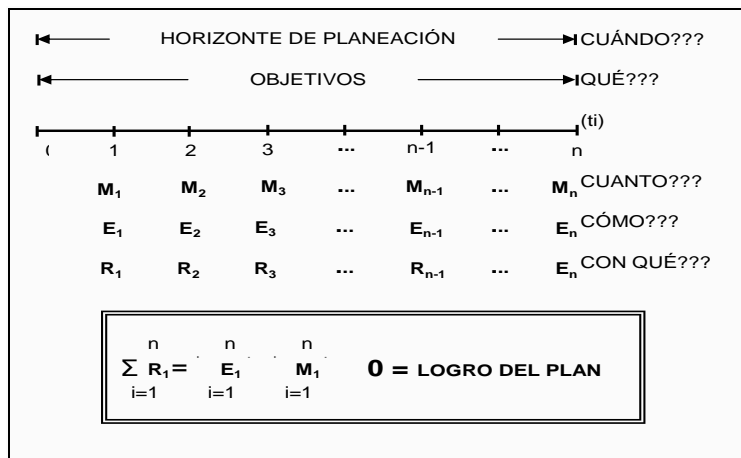 HORIZONTE DE PLANEACIÓN CUÁNDO???
OBJETIVOS QUÉ???
(ti)
1 2 3 ... n-1 ... n
M₁ M₂ M₃ ... Mₙ₋₁ ... Mₙ CUANTO???
E₁ E₂ E₃ ... Eₙ₋₁ ... Eₙ CÓMO???
R₁ R₂ R₃ ... Rₙ₋₁ ... Eₙ CON QUÉ???
n n n
Σ R₁= E₁ M₁ 0 = LOGRO DEL PLAN
i=1 i=1 i=1